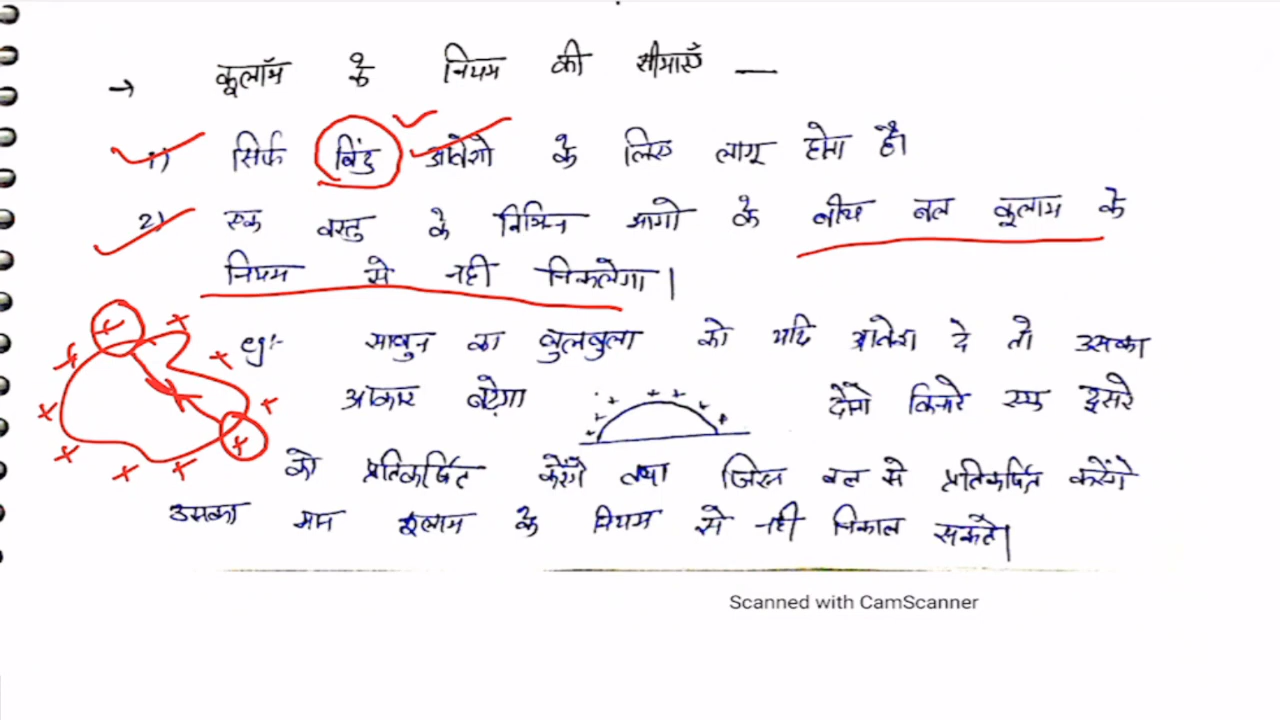 → कूलॉम के नियम की सीमाएँ —
1) सिर्फ बिंदु आवेशो के लिए लागू होता है।
2) एक वस्तु के विभिन्न भागो के बीच बल कूलाम के
नियम से नही निकलेगा।
eg:- साबुन का बुलबुला को यदि आवेश दे तो उसका
आकार बढ़ेगा दोनो किनारे एक दूसरे
को प्रतिकर्षित करेंगे तथा जिस बल से प्रतिकर्षित करेंगे
उसका मान कूलाम के नियम से नही निकाल सकते।
Scanned with CamScanner